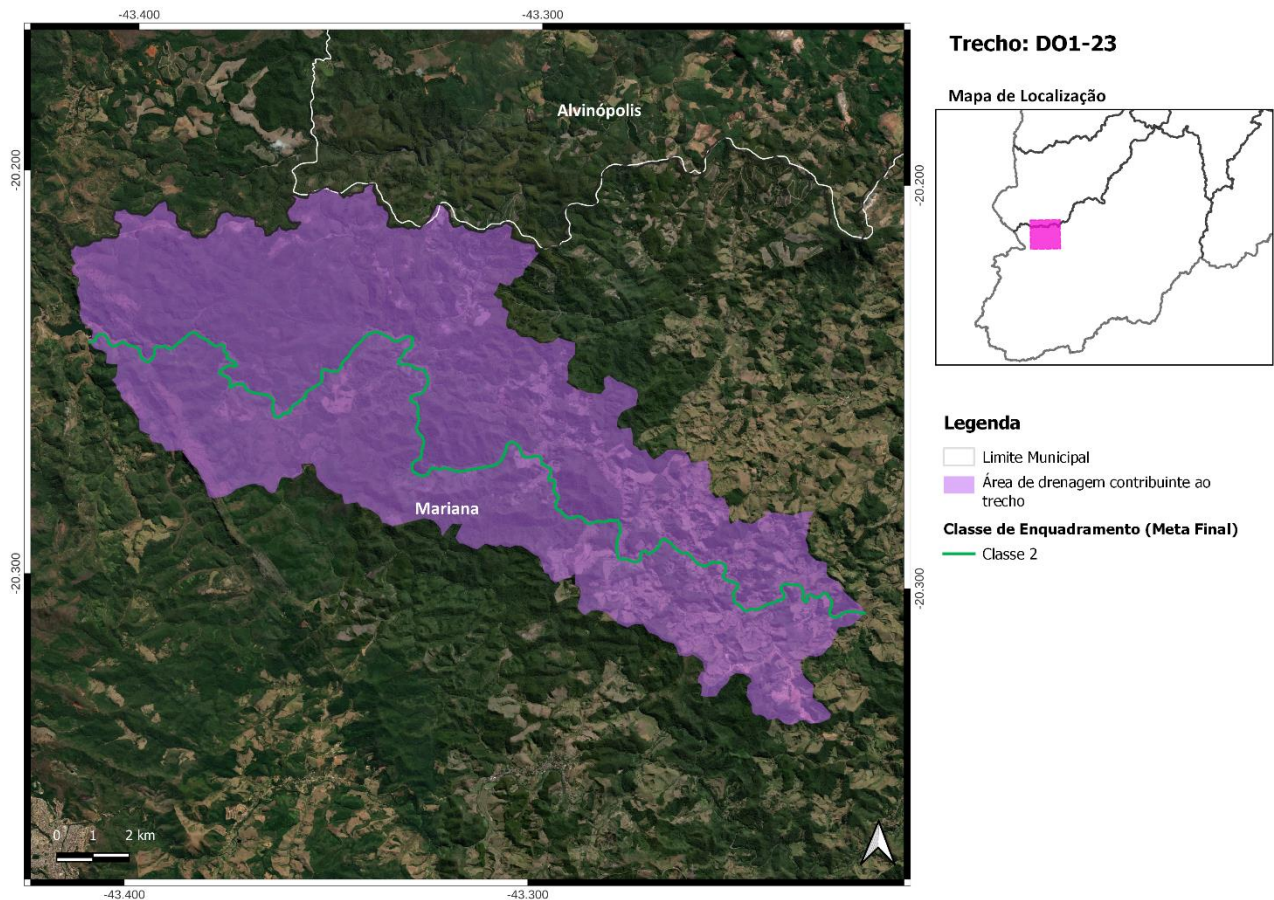 -43.400
-43.300
Trecho: DO1-23
Mapa de Localização
Alvinópolis
-20.200
-20.200
Legenda
Limite Municipal
Área de drenagem contribuinte ao
trecho
Mariana
Classe de Enquadramento (Meta Final)
Classe 2
-20.300
-20.300
0 1 2 km
-43.400
-43.300